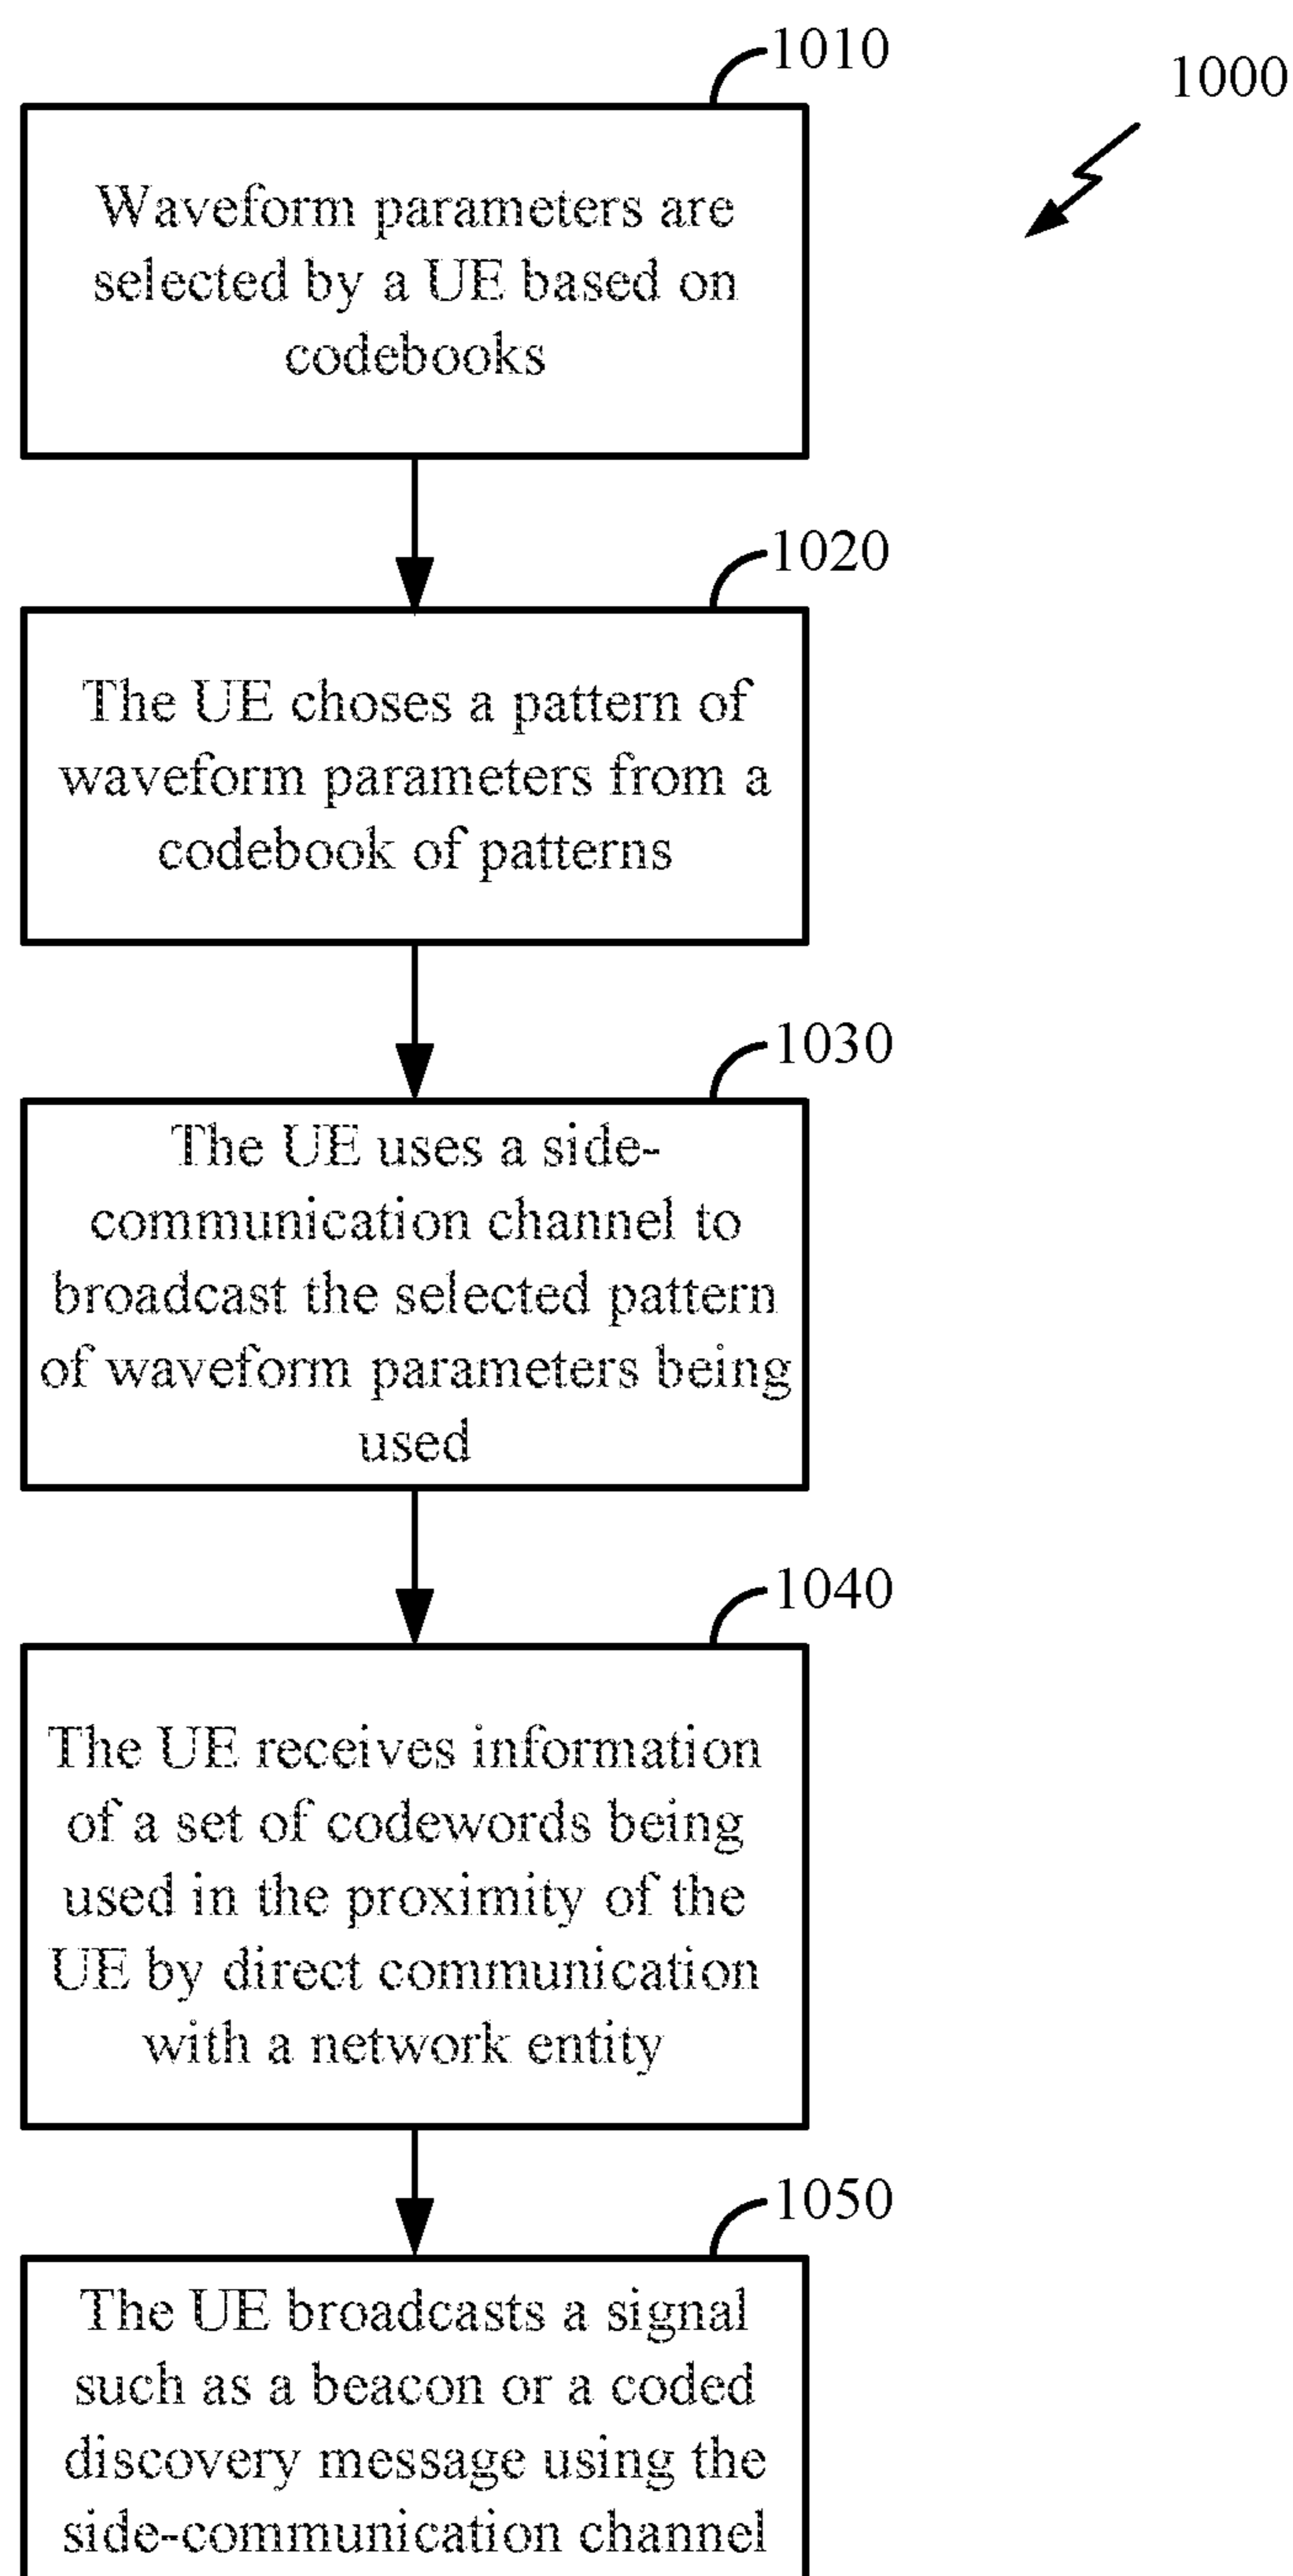 1010
1000
Waveform parameters are
selected by a UE based on
codebooks
1020
The UE choses a pattern of
waveform parameters from a
codebook of patterns
1030
The UE uses a side-
communication channel to
broadcast the selected pattern
of waveform parameters being
used
1040
The UE receives information
of a set of codewords being
used in the proximity of the
UE by direct communication
with a network entity
1050
The UE broadcasts a signal
such as a beacon or a coded
discovery message using the
side-communication channel